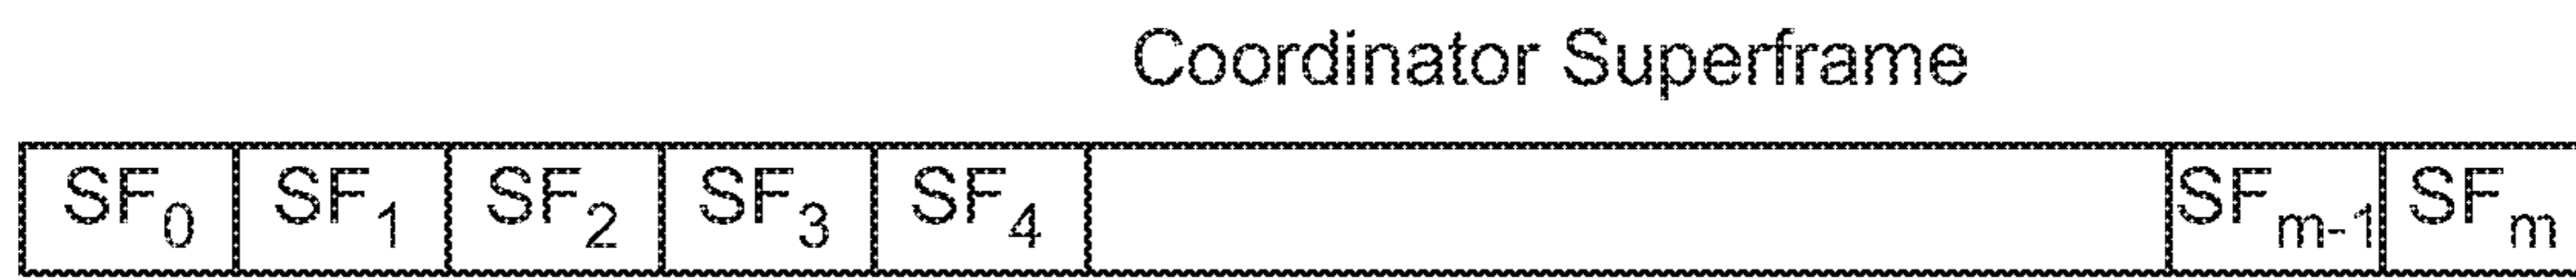 Coordinator Superframe
SF₀ SF₁ SF₂ SF₃ SF₄ SFₘ₋₁ SFₘ